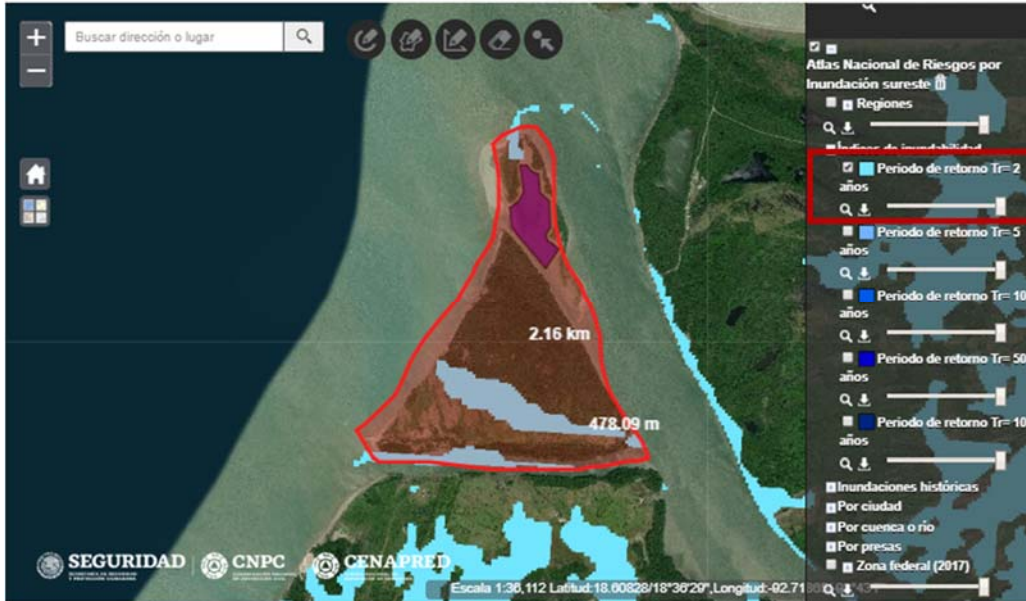 Buscar dirección o lugar
Atlas Nacional de Riesgos por
Inundación sureste
Regiones
Índices de inundabilidad
Periodo de retorno Tr= 2
años
Periodo de retorno Tr= 5
años
Periodo de retorno Tr= 10
años
Periodo de retorno Tr= 50
años
Periodo de retorno Tr= 10
años
Inundaciones históricas
Por ciudad
Por cuenca o río
Por presas
Zona federal (2017)
2.16 km
478.09 m
SEGURIDAD
CNPC
CENAPRED
Escala 1:36,112 Latitud:18.60828/18°36'29",Longitud:-92.71